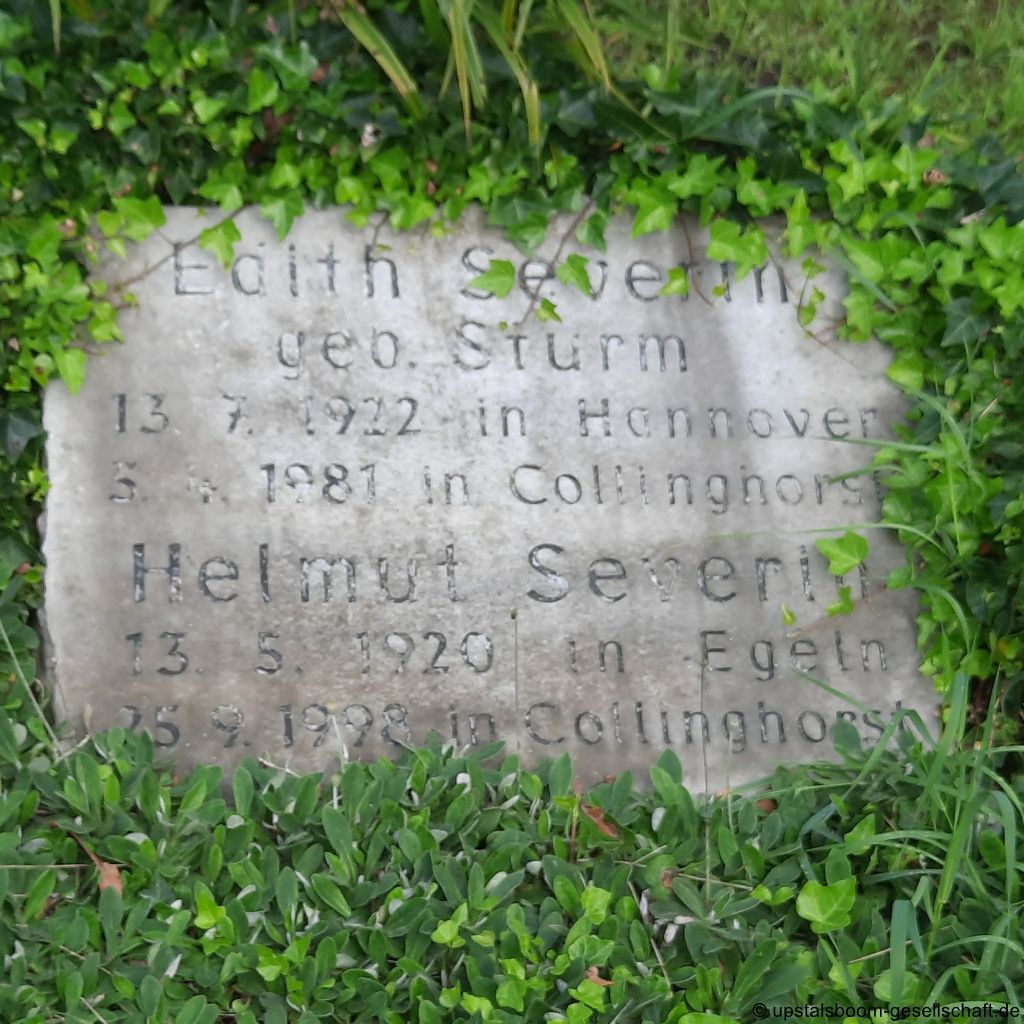 Edith Severin
geb. Sturm
13. 7. 1922 in Hannover
3. 4. 1981 in Collinghorst
Helmut Severin
13. 5. 1920 in Egeln
25. 9. 1998 in Collinghorst
© upstalsboom-gesellschaft.de